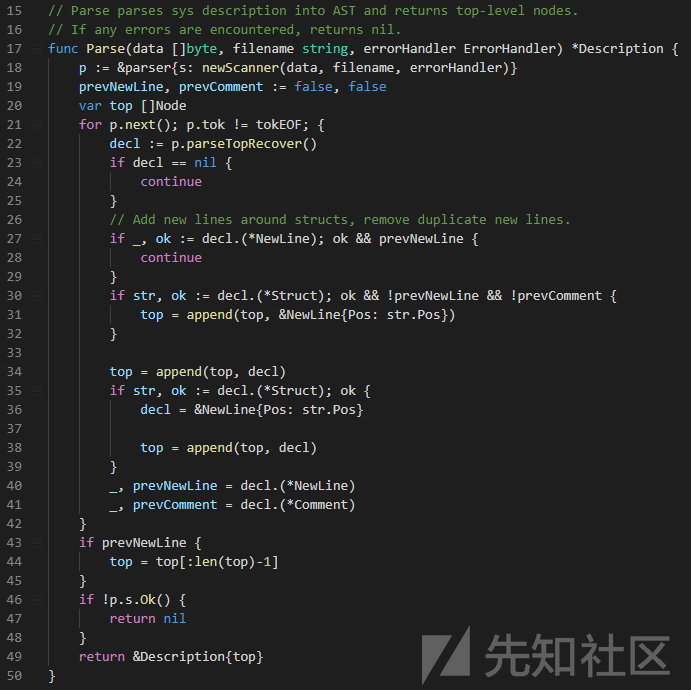 15 // Parse parses sys description into AST and returns top-level nodes.
16 // If any errors are encountered, returns nil.
17 func Parse(data []byte, filename string, errorHandler ErrorHandler) *Description {
18     p := &parser{s: newScanner(data, filename, errorHandler)}
19     prevNewLine, prevComment := false, false
20     var top []Node
21     for p.next(); p.tok != tokEOF; {
22         decl := p.parseTopRecover()
23         if decl == nil {
24             continue
25         }
26         // Add new lines around structs, remove duplicate new lines.
27         if _, ok := decl.(*NewLine); ok && prevNewLine {
28             continue
29         }
30         if str, ok := decl.(*Struct); ok && !prevNewLine && !prevComment {
31             top = append(top, &NewLine{Pos: str.Pos})
32         }
33
34         top = append(top, decl)
35         if str, ok := decl.(*Struct); ok {
36             decl = &NewLine{Pos: str.Pos}
37
38             top = append(top, decl)
39         }
40         _, prevNewLine = decl.(*NewLine)
41         _, prevComment = decl.(*Comment)
42     }
43     if prevNewLine {
44         top = top[:len(top)-1]
45     }
46     if !p.s.Ok() {
47         return nil
48     }
49     return &Description{top}
50 }
先知社区